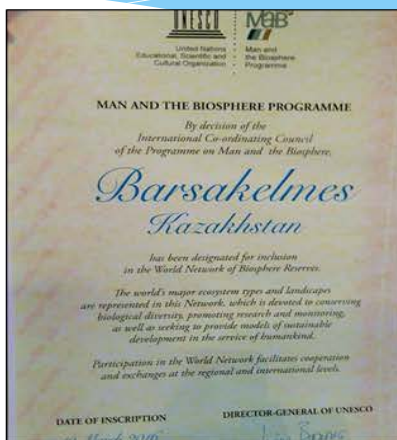 UNESCO
MAB
United Nations
Educational, Scientific and
Cultural Organization
Man and
the Biosphere
Programme
MAN AND THE BIOSPHERE PROGRAMME
By decision of the
International Co-ordinating Council
of the Programme on Man and the Biosphere,
Barsakelmes
Kazakhstan
has been designated for inclusion
in the World Network of Biosphere Reserves.
The world's major ecosystem types and landscapes
are represented in this Network, which is devoted to conserving
biological diversity, promoting research and monitoring,
as well as seeking to provide models of sustainable
development in the service of humankind.
Participation in the World Network facilitates cooperation
and exchanges at the regional and international levels.
DATE OF INSCRIPTION
DIRECTOR-GENERAL OF UNESCO
March 2016